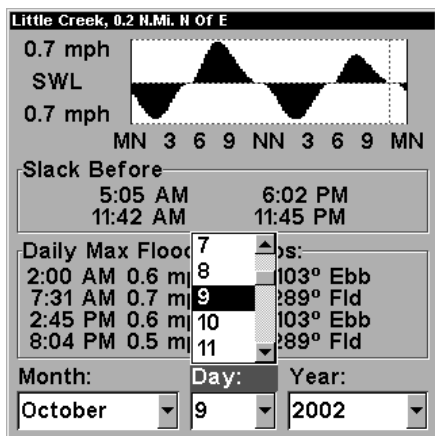 Little Creek, 0.2 N.Mi. N Of E
0.7 mph
SWL
0.7 mph
MN 3 6 9 NN 3 6 9 MN
Slack Before
5:05 AM 6:02 PM
11:42 AM 11:45 PM
Daily Max Flood
2:00 AM 0.6 103º Ebb
7:31 AM 0.7 289º Fld
2:45 PM 0.6 103º Ebb
8:04 PM 0.5 289º Fld
7
8
9
10
11
Month: Day: Year:
October 9 2002